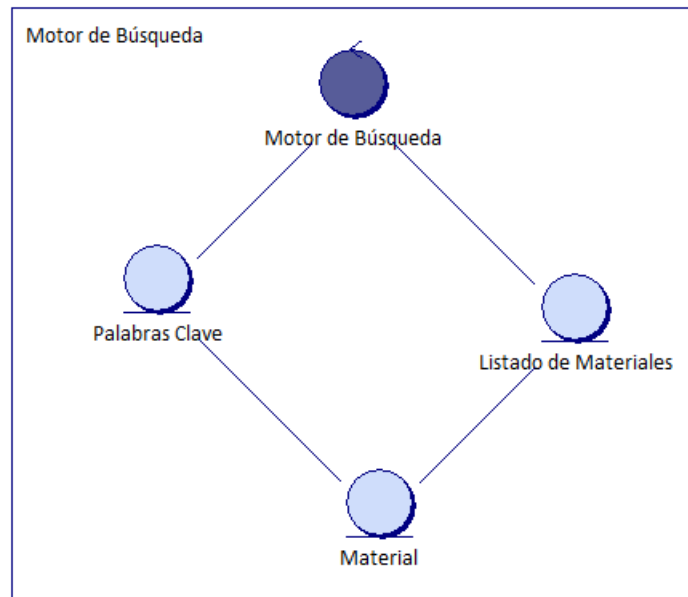 Motor de Búsqueda
Motor de Búsqueda
Palabras Clave
Listado de Materiales
Material